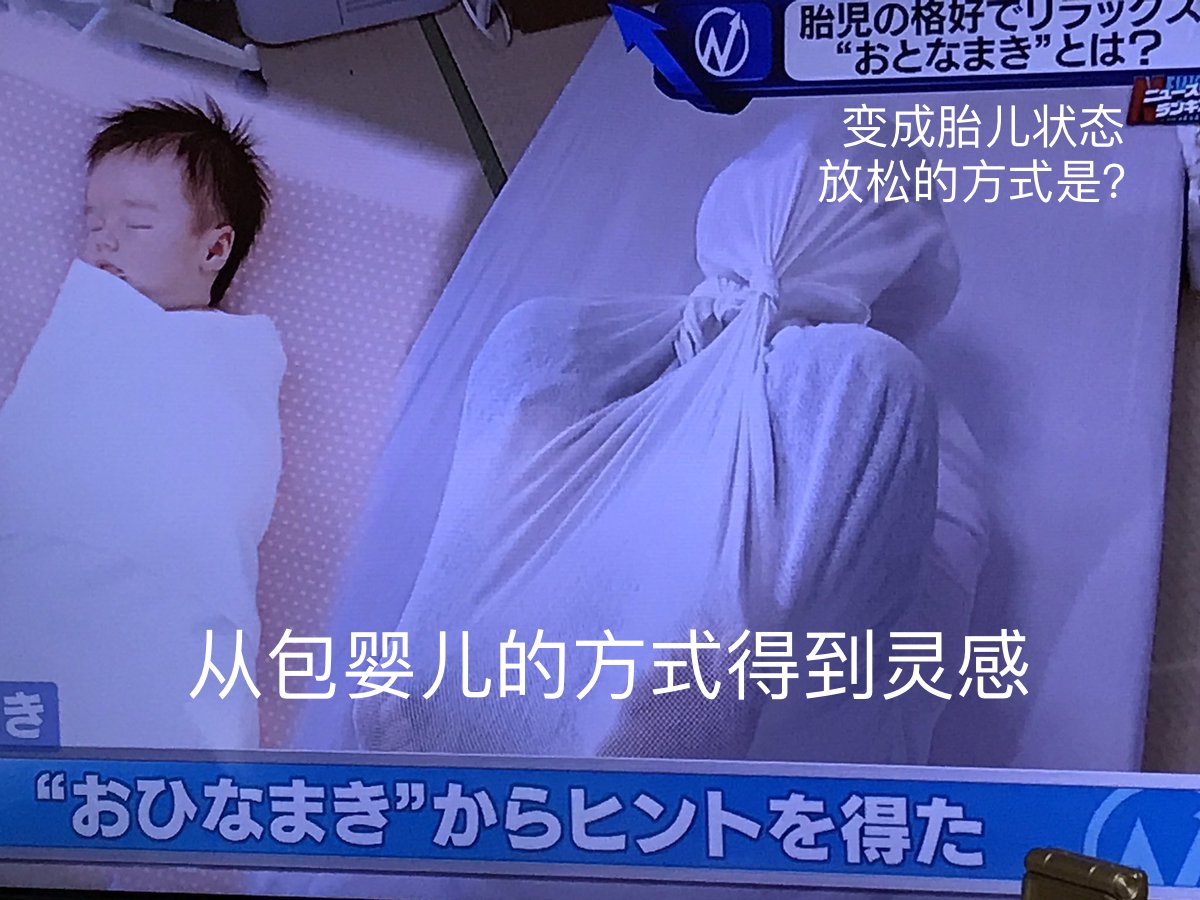 胎児の格好でリラックス
“おとなまき”とは？
ニュース
ランキ
变成胎儿状态
放松的方式是？
从包婴儿的方式得到灵感
き
“おひなまき”からヒントを得た